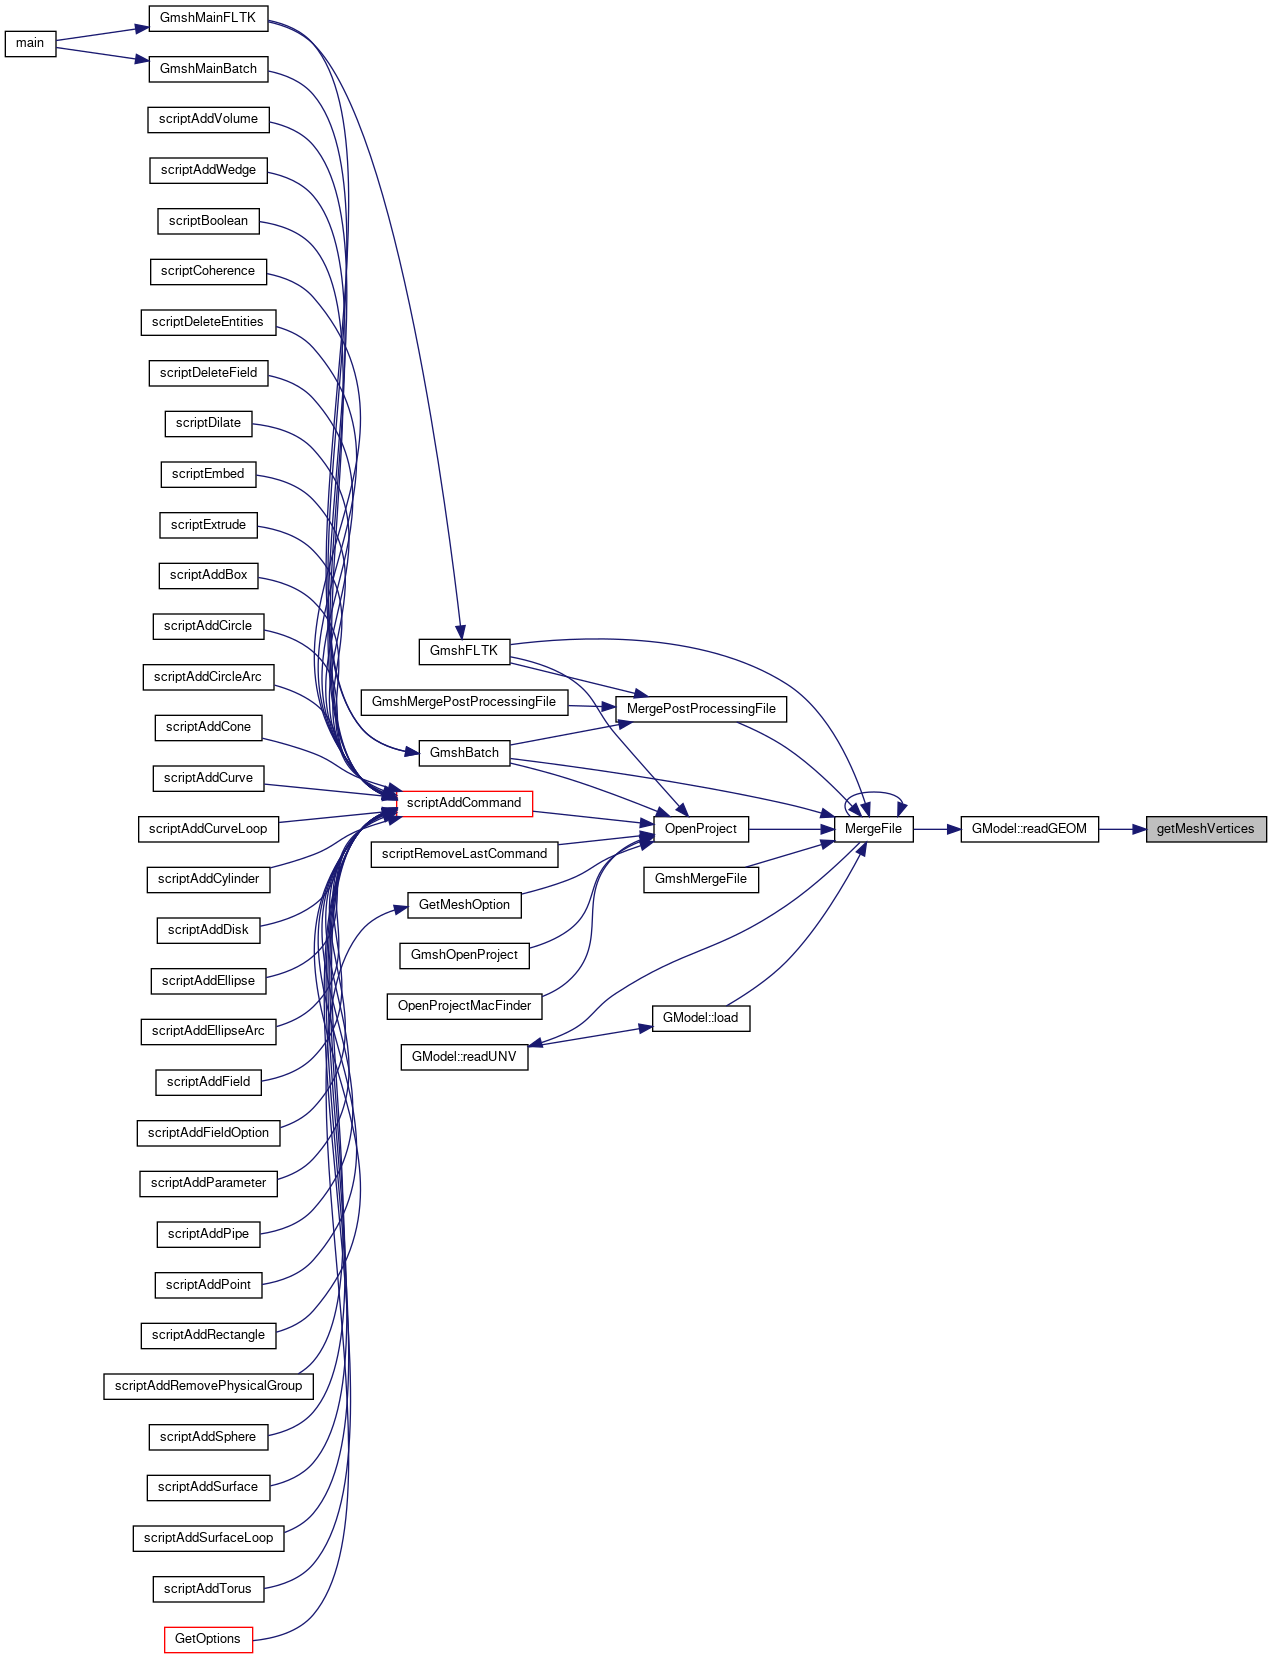 GmshMainFLTK
main
GmshMainBatch
scriptAddVolume
scriptAddWedge
scriptBoolean
scriptCoherence
scriptDeleteEntities
scriptDeleteField
scriptDilate
scriptEmbed
scriptExtrude
scriptAddBox
scriptAddCircle
GmshFLTK
scriptAddCircleArc
GmshMergePostProcessingFile
MergePostProcessingFile
scriptAddCone
GmshBatch
scriptAddCurve
scriptAddCommand
scriptAddCurveLoop
OpenProject
MergeFile
GModel::readGEOM
getMeshVertices
scriptRemoveLastCommand
scriptAddCylinder
GmshMergeFile
GetMeshOption
scriptAddDisk
GmshOpenProject
scriptAddEllipse
OpenProjectMacFinder
GModel::load
scriptAddEllipseArc
GModel::readUNV
scriptAddField
scriptAddFieldOption
scriptAddParameter
scriptAddPipe
scriptAddPoint
scriptAddRectangle
scriptAddRemovePhysicalGroup
scriptAddSphere
scriptAddSurface
scriptAddSurfaceLoop
scriptAddTorus
GetOptions